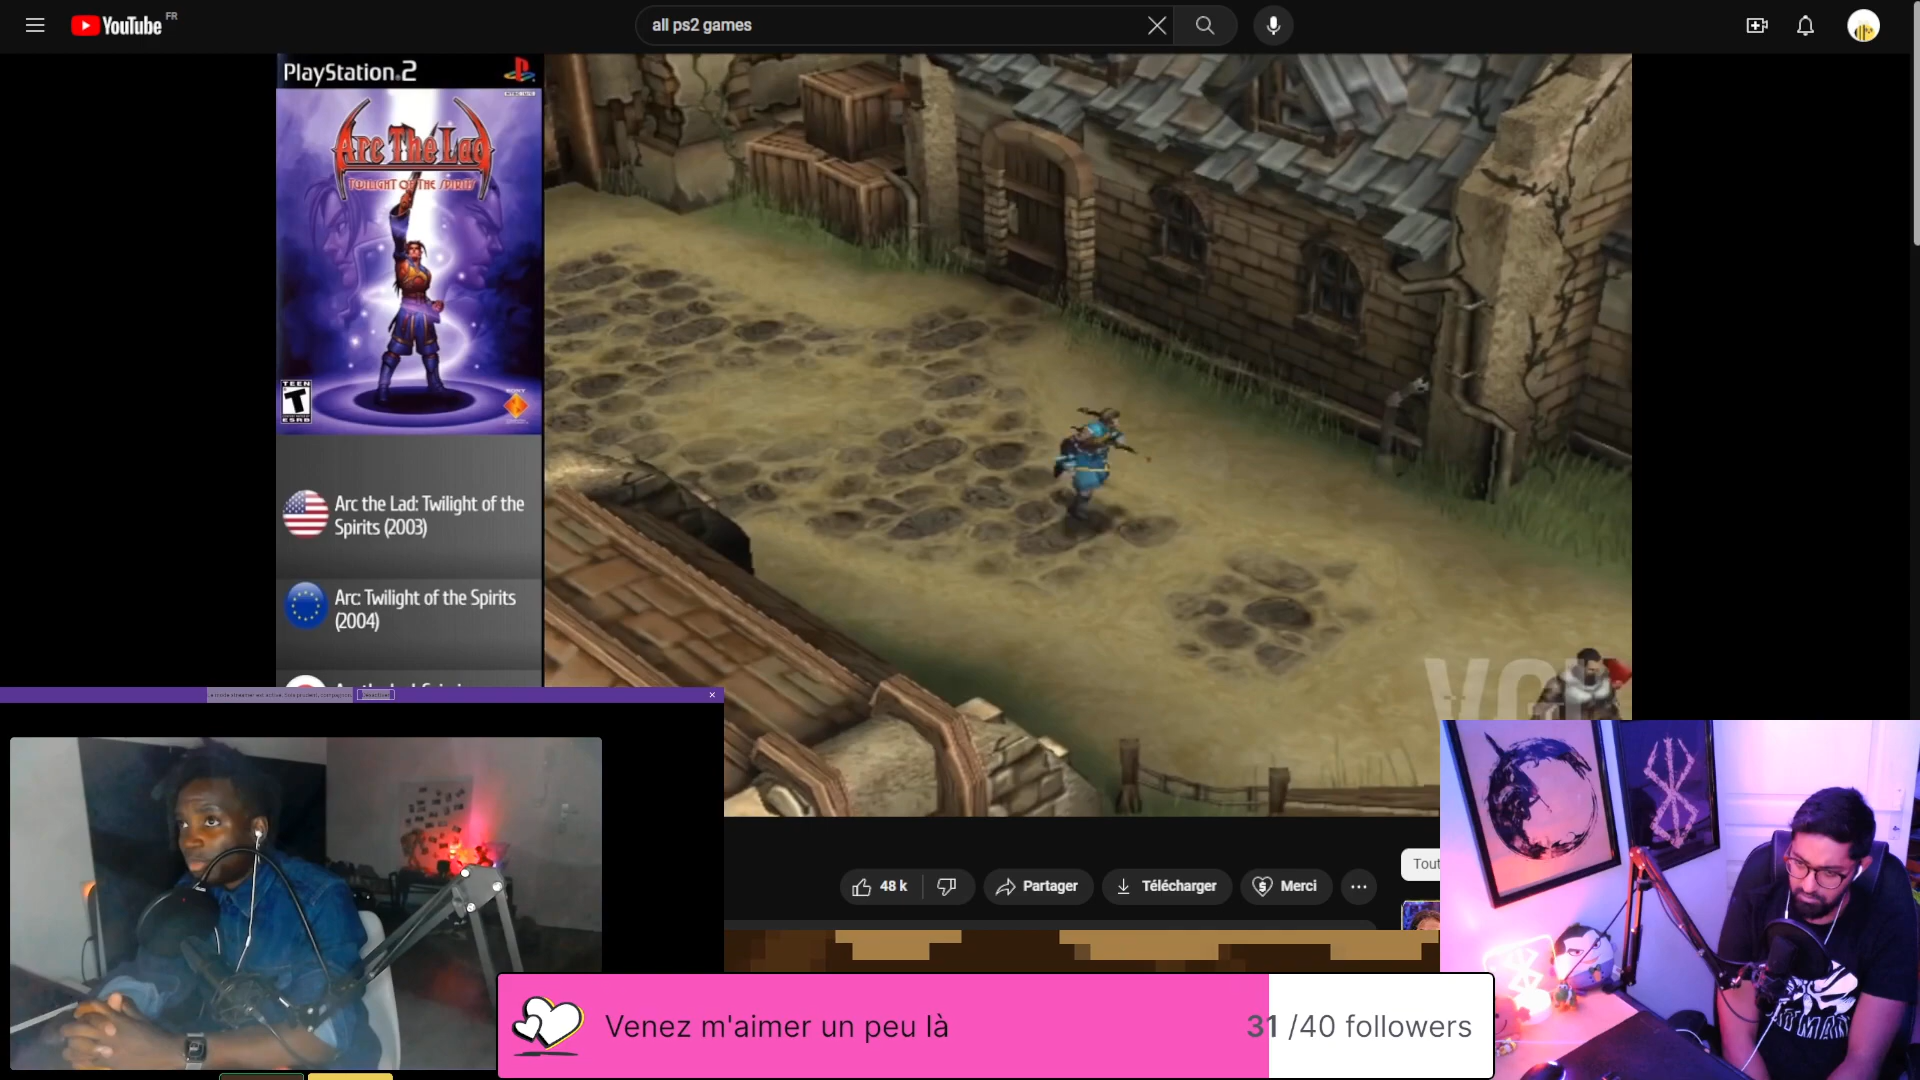 YouTube FR
all ps2 games
PlayStation 2
Arc The Lad
TWILIGHT OF THE SPIRITS
TEEN
T
ESRB
SONY
Arc the Lad: Twilight of the
Spirits (2003)
Arc: Twilight of the Spirits
(2004)
48 k
Partager
Télécharger
Merci
Tout
Venez m'aimer un peu là
31 /40 followers